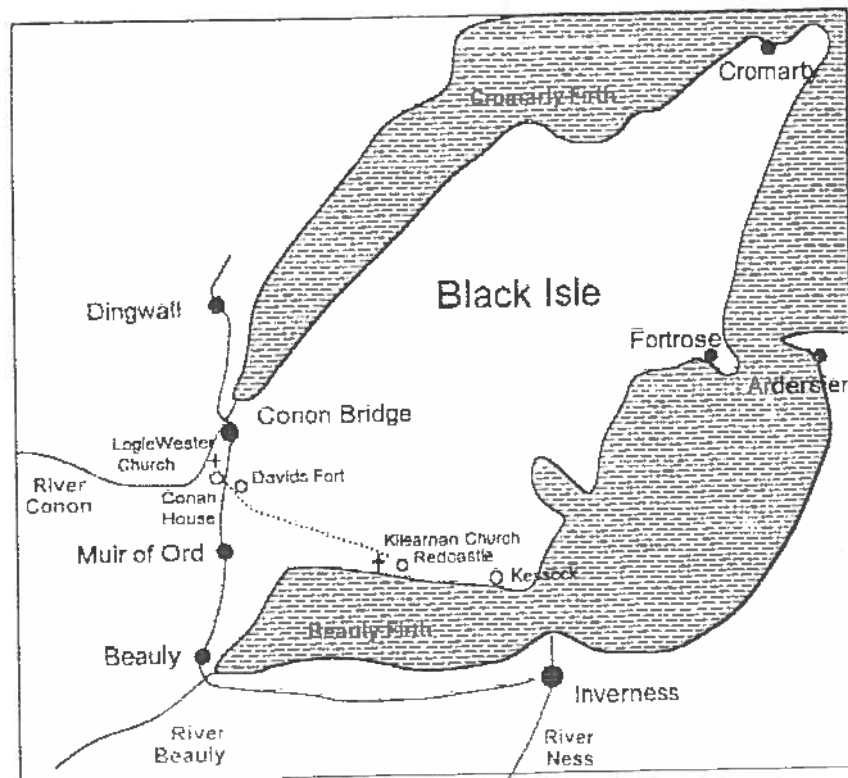 Cromarty
Cromarty Firth
Black Isle
Dingwall
Fortrose
Ardersier
Conon Bridge
LogieWester
Church
Davids Fort
River
Conon
Conan
House
Kilearnan Church
Redcastle
Muir of Ord
Kessock
Beauly Firth
Beauly
Inverness
River
Beauly
River
Ness